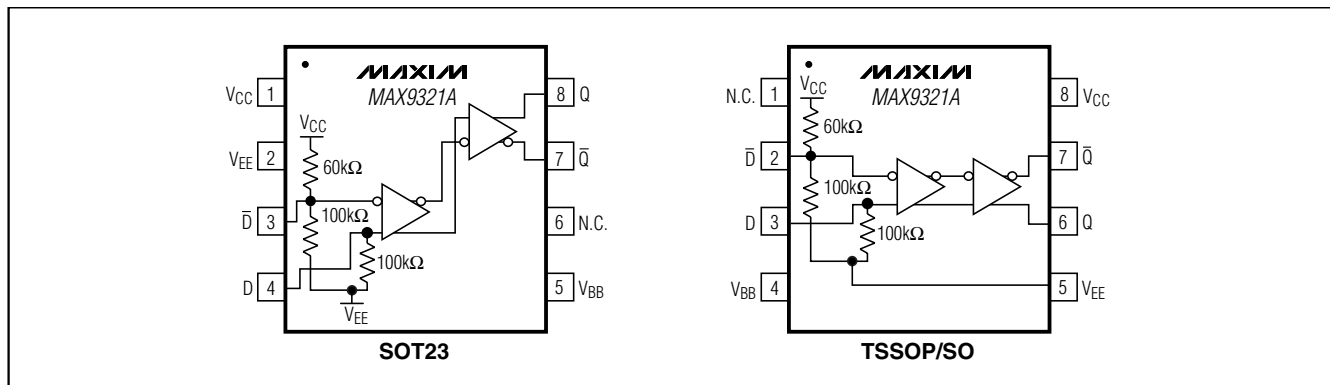 MAXIM
MAX9321A
VCC 1
VEE 2
D̅ 3
D 4
8 Q
7 Q̅
6 N.C.
5 VBB
VCC
60kΩ
100kΩ
100kΩ
VEE
SOT23
MAXIM
MAX9321A
N.C. 1
D̅ 2
D 3
VBB 4
8 VCC
7 Q̅
6 Q
5 VEE
VCC
60kΩ
100kΩ
100kΩ
TSSOP/SO